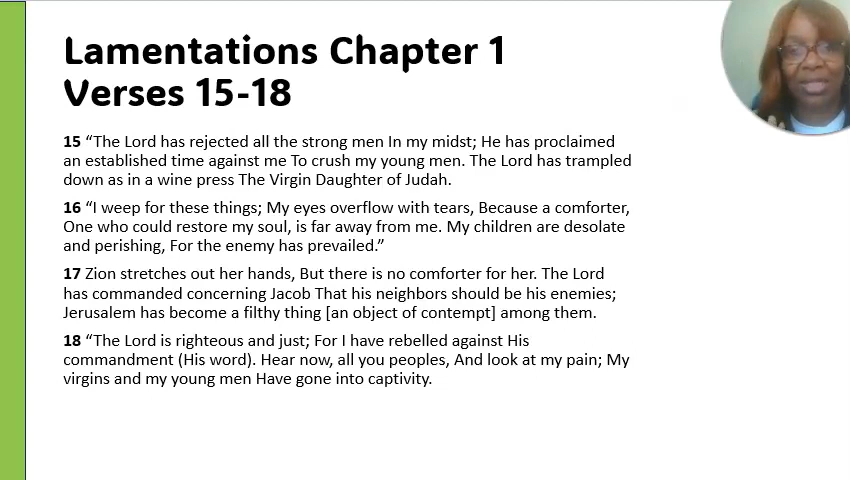 Lamentations Chapter 1
Verses 15-18
15 “The Lord has rejected all the strong men In my midst; He has proclaimed
an established time against me To crush my young men. The Lord has trampled
down as in a wine press The Virgin Daughter of Judah.
16 “I weep for these things; My eyes overflow with tears, Because a comforter,
One who could restore my soul, is far away from me. My children are desolate
and perishing, For the enemy has prevailed.”
17 Zion stretches out her hands, But there is no comforter for her. The Lord
has commanded concerning Jacob That his neighbors should be his enemies;
Jerusalem has become a filthy thing [an object of contempt] among them.
18 “The Lord is righteous and just; For I have rebelled against His
commandment (His word). Hear now, all you peoples, And look at my pain; My
virgins and my young men Have gone into captivity.